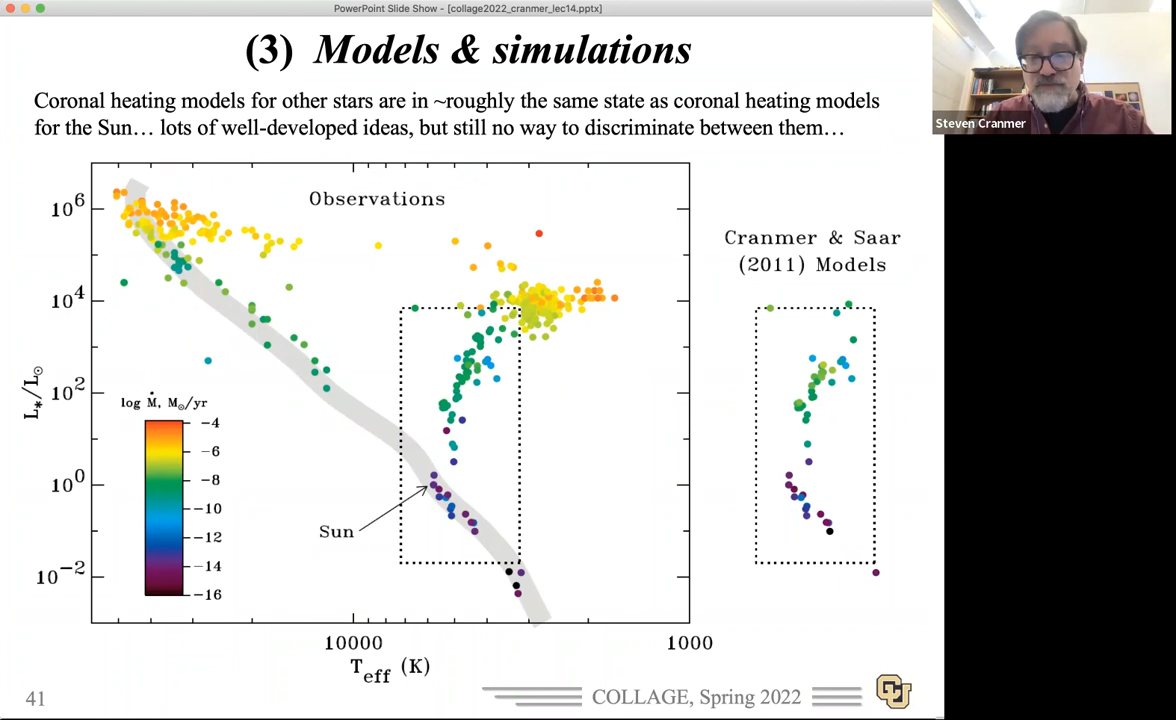 PowerPoint Slide Show - [collage2022_cranmer_lec14.pptx]
(3) Models & simulations
Coronal heating models for other stars are in ~roughly the same state as coronal heating models
for the Sun… lots of well-developed ideas, but still no way to discriminate between them…
Steven Cranmer
Observations
10⁶
10⁴
10²
10⁰
10⁻²
L*/L☉
log Ṁ, M☉/yr
−4
−6
−8
−10
−12
−14
−16
Sun
10000
1000
T_eff (K)
Cranmer & Saar
(2011) Models
41
COLLAGE, Spring 2022
CU